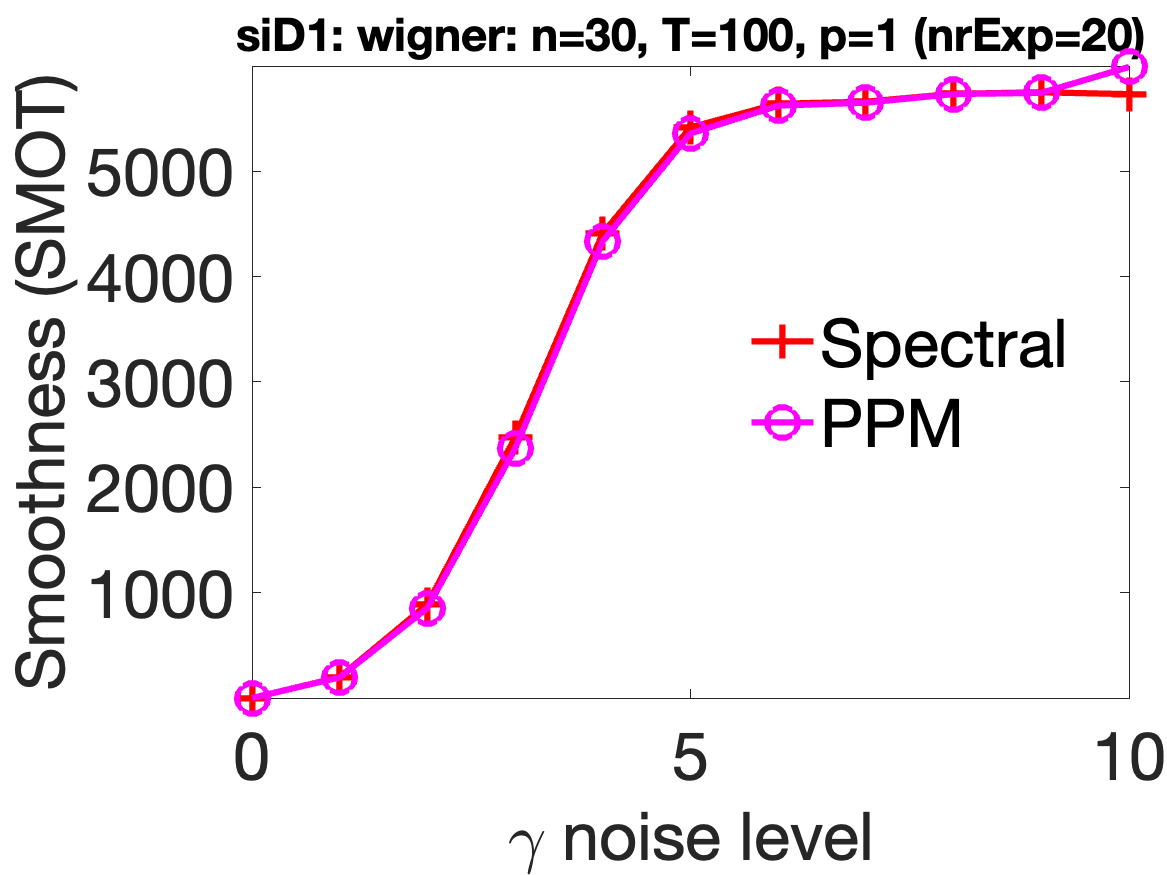 siD1: wigner: n=30, T=100, p=1 (nrExp=20)
Smoothness (SMOT)
5000
4000
3000
2000
1000
Spectral
PPM
0 5 10
γ noise level